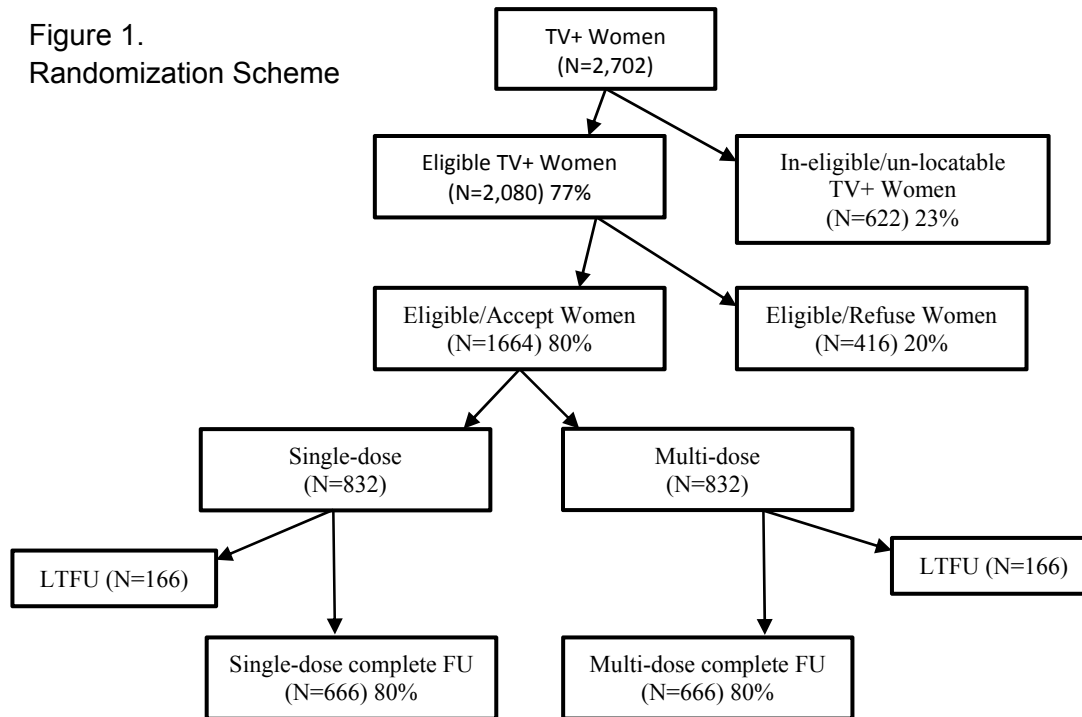 Figure 1.
Randomization Scheme
TV+ Women
(N=2,702)
Eligible TV+ Women
(N=2,080) 77%
In-eligible/un-locatable
TV+ Women
(N=622) 23%
Eligible/Accept Women
(N=1664) 80%
Eligible/Refuse Women
(N=416) 20%
Single-dose
(N=832)
Multi-dose
(N=832)
LTFU (N=166)
LTFU (N=166)
Single-dose complete FU
(N=666) 80%
Multi-dose complete FU
(N=666) 80%